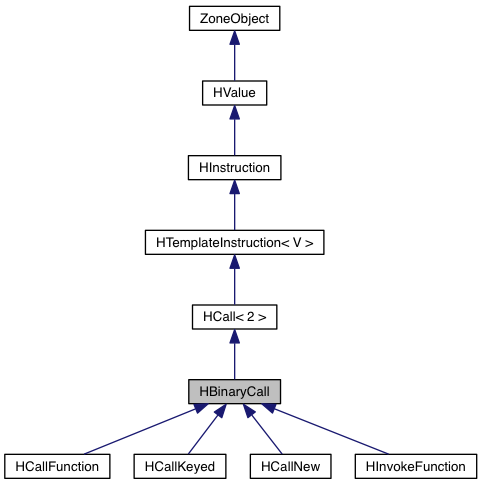 ZoneObject
HValue
HInstruction
HTemplateInstruction< V >
HCall< 2 >
HBinaryCall
HCallFunction
HCallKeyed
HCallNew
HInvokeFunction